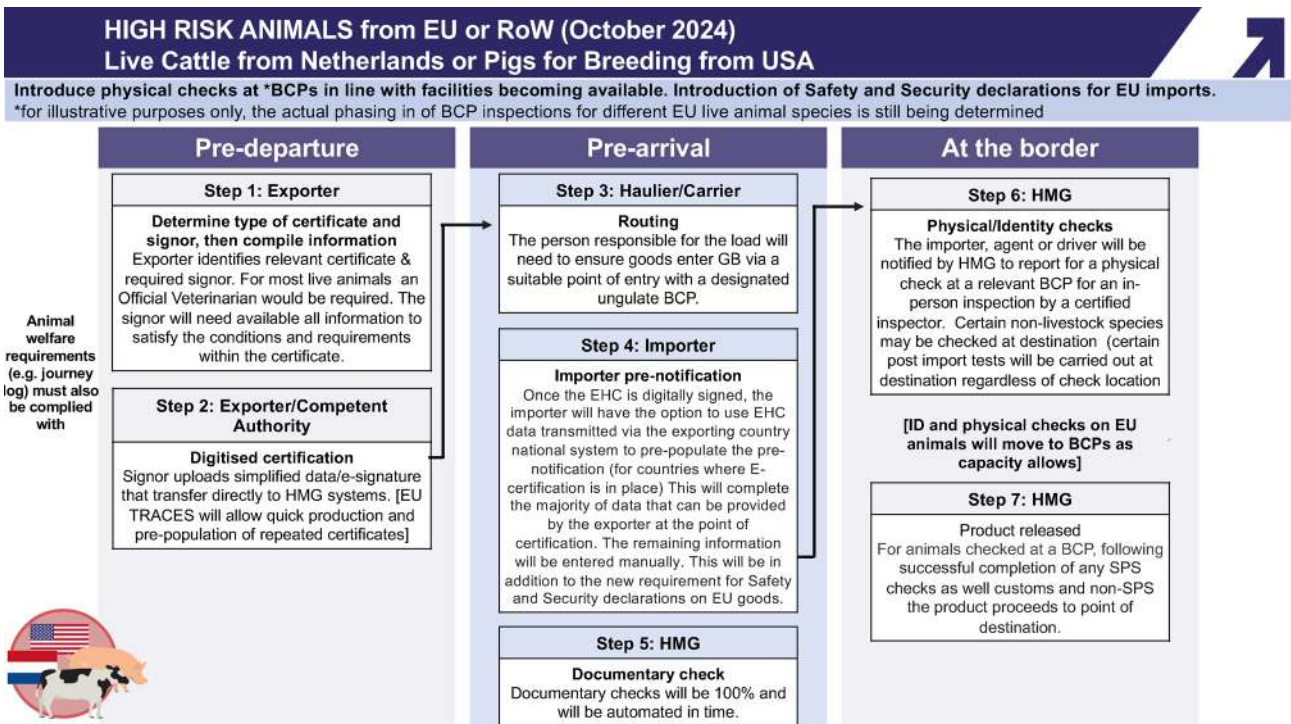 HIGH RISK ANIMALS from EU or RoW (October 2024)
Live Cattle from Netherlands or Pigs for Breeding from USA
Introduce physical checks at *BCPs in line with facilities becoming available. Introduction of Safety and Security declarations for EU imports.
*for illustrative purposes only, the actual phasing in of BCP inspections for different EU live animal species is still being determined
Animal
welfare
requirements
(e.g. journey
log) must also
be complied
with
Pre-departure
Step 1: Exporter
Determine type of certificate and
signor, then compile information
Exporter identifies relevant certificate &
required signor. For most live animals an
Official Veterinarian would be required. The
signor will need available all information to
satisfy the conditions and requirements
within the certificate.
Step 2: Exporter/Competent
Authority
Digitised certification
Signor uploads simplified data/e-signature
that transfer directly to HMG systems. [EU
TRACES will allow quick production and
pre-population of repeated certificates]
Pre-arrival
Step 3: Haulier/Carrier
Routing
The person responsible for the load will
need to ensure goods enter GB via a
suitable point of entry with a designated
ungulate BCP.
Step 4: Importer
Importer pre-notification
Once the EHC is digitally signed, the
importer will have the option to use EHC
data transmitted via the exporting country
national system to pre-populate the pre-
notification (for countries where E-
certification is in place) This will complete
the majority of data that can be provided
by the exporter at the point of
certification. The remaining information
will be entered manually. This will be in
addition to the new requirement for Safety
and Security declarations on EU goods.
Step 5: HMG
Documentary check
Documentary checks will be 100% and
will be automated in time.
At the border
Step 6: HMG
Physical/Identity checks
The importer, agent or driver will be
notified by HMG to report for a physical
check at a relevant BCP for an in-
person inspection by a certified
inspector. Certain non-livestock species
may be checked at destination (certain
post import tests will be carried out at
destination regardless of check location
[ID and physical checks on EU
animals will move to BCPs as
capacity allows]
Step 7: HMG
Product released
For animals checked at a BCP, following
successful completion of any SPS
checks as well customs and non-SPS
the product proceeds to point of
destination.